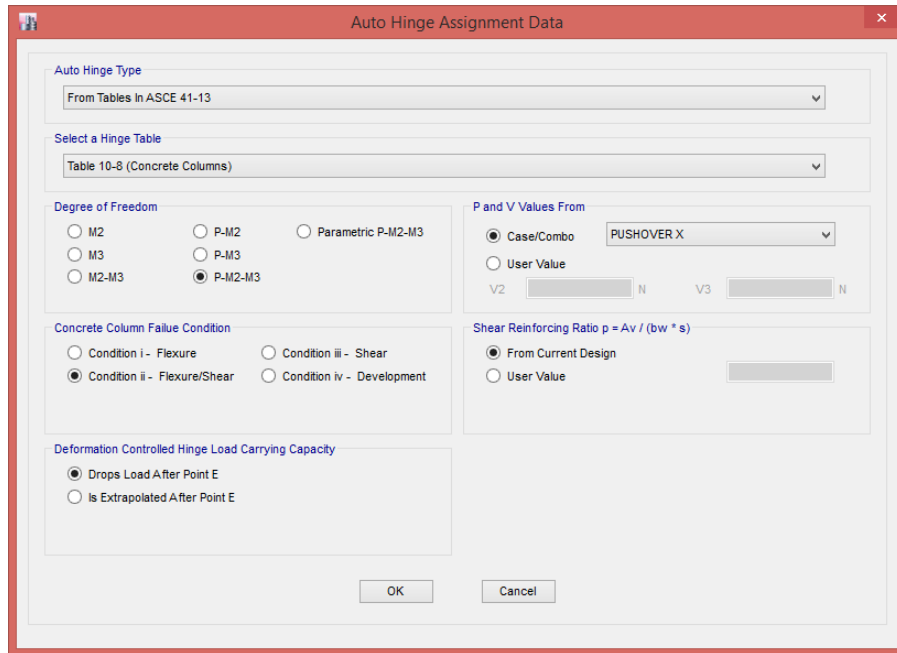 Auto Hinge Assignment Data
Auto Hinge Type
From Tables In ASCE 41-13
Select a Hinge Table
Table 10-8 (Concrete Columns)
Degree of Freedom
M2 P-M2 Parametric P-M2-M3
M3 P-M3
M2-M3 P-M2-M3
P and V Values From
Case/Combo PUSHOVER X
User Value
V2 N V3 N
Concrete Column Failue Condition
Condition i - Flexure Condition iii - Shear
Condition ii - Flexure/Shear Condition iv - Development
Shear Reinforcing Ratio p = Av / (bw * s)
From Current Design
User Value
Deformation Controlled Hinge Load Carrying Capacity
Drops Load After Point E
Is Extrapolated After Point E
OK Cancel